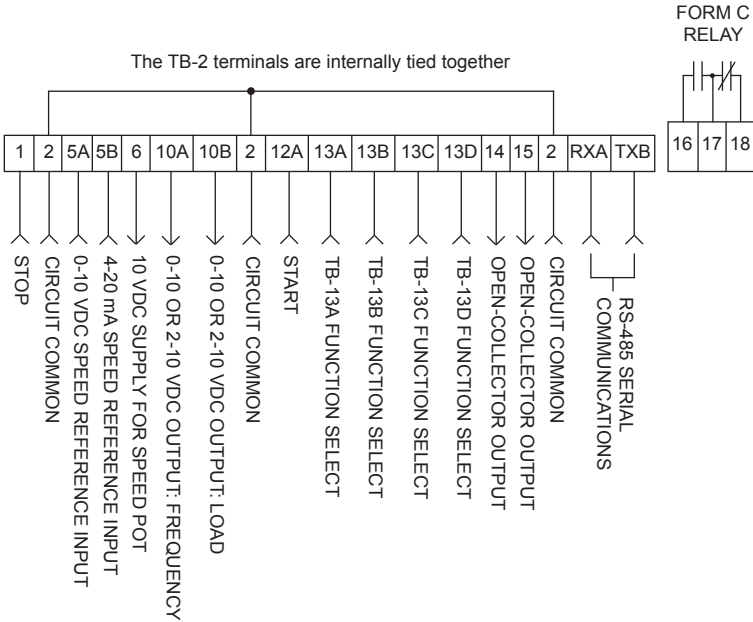 FORM C
RELAY
The TB-2 terminals are internally tied together
1 2 5A 5B 6 10A 10B 2 12A 13A 13B 13C 13D 14 15 2 RXA TXB
16 17 18
STOP
CIRCUIT COMMON
0-10 VDC SPEED REFERENCE INPUT
4-20 mA SPEED REFERENCE INPUT
10 VDC SUPPLY FOR SPEED POT
0-10 OR 2-10 VDC OUTPUT: FREQUENCY
0-10 OR 2-10 VDC OUTPUT: LOAD
CIRCUIT COMMON
START
TB-13A FUNCTION SELECT
TB-13B FUNCTION SELECT
TB-13C FUNCTION SELECT
TB-13D FUNCTION SELECT
OPEN-COLLECTOR OUTPUT
OPEN-COLLECTOR OUTPUT
CIRCUIT COMMON
RS-485 SERIAL
COMMUNICATIONS